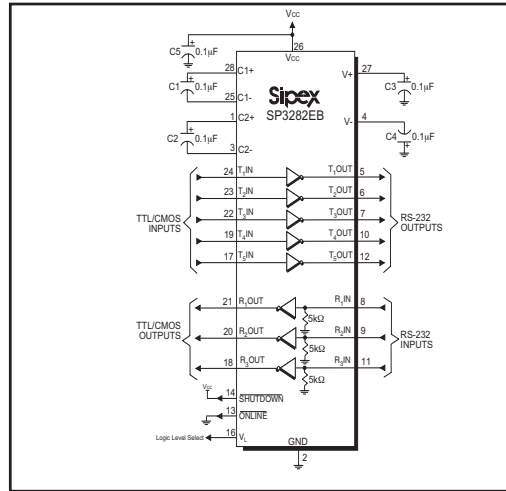 VCC
26
VCC
C5 + 0.1µF
28 C1+
C1 + 0.1µF
25 C1-
1 C2+
C2 + 0.1µF
3 C2-
Sipex
SP3282EB
V+ 27
C3 + 0.1µF
V- 4
C4 0.1µF +
24 T1IN T1OUT 5
23 T2IN T2OUT 6
22 T3IN T3OUT 7
19 T4IN T4OUT 10
17 T5IN T5OUT 12
TTL/CMOS
INPUTS
RS-232
OUTPUTS
21 R1OUT R1IN 8
5kΩ
20 R2OUT R2IN 9
5kΩ
18 R3OUT R3IN 11
5kΩ
TTL/CMOS
OUTPUTS
RS-232
INPUTS
VCC
14 SHUTDOWN
13 ONLINE
Logic Level Select 16 VL
GND
2